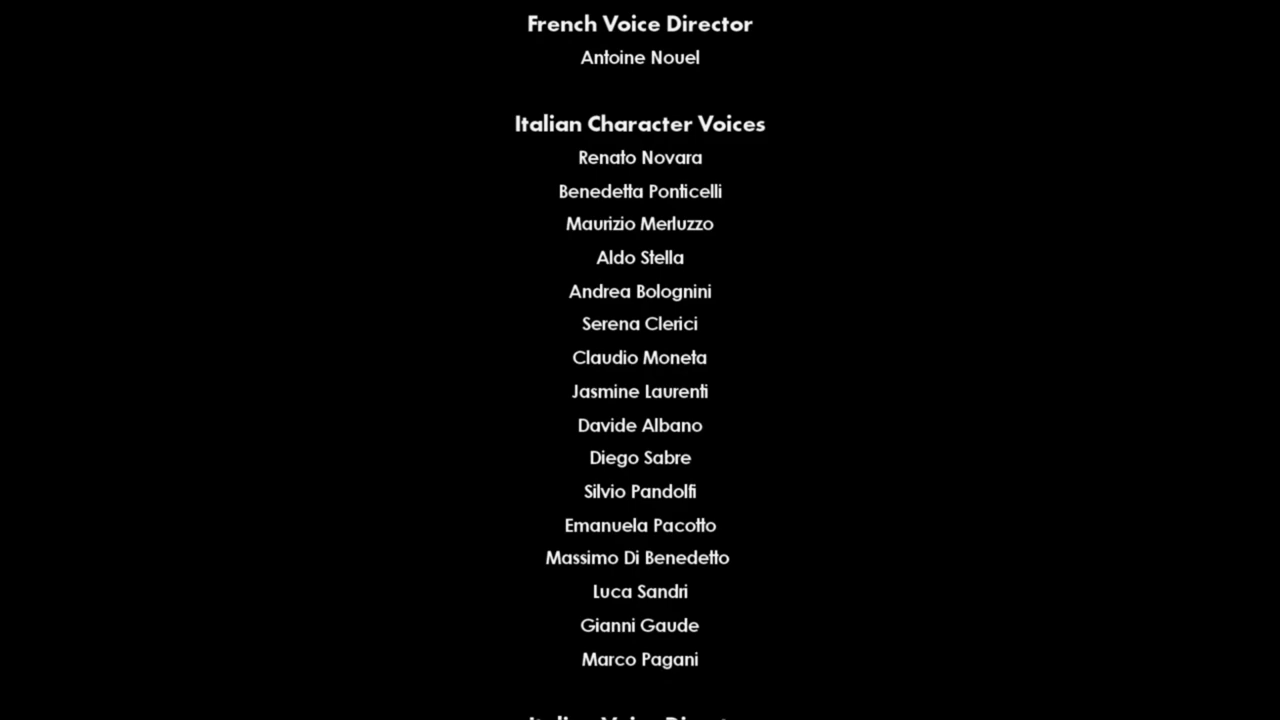 French Voice Director
Antoine Nouel
Italian Character Voices
Renato Novara
Benedetta Ponticelli
Maurizio Merluzzo
Aldo Stella
Andrea Bolognini
Serena Clerici
Claudio Moneta
Jasmine Laurenti
Davide Albano
Diego Sabre
Silvio Pandolfi
Emanuela Pacotto
Massimo Di Benedetto
Luca Sandri
Gianni Gaude
Marco Pagani